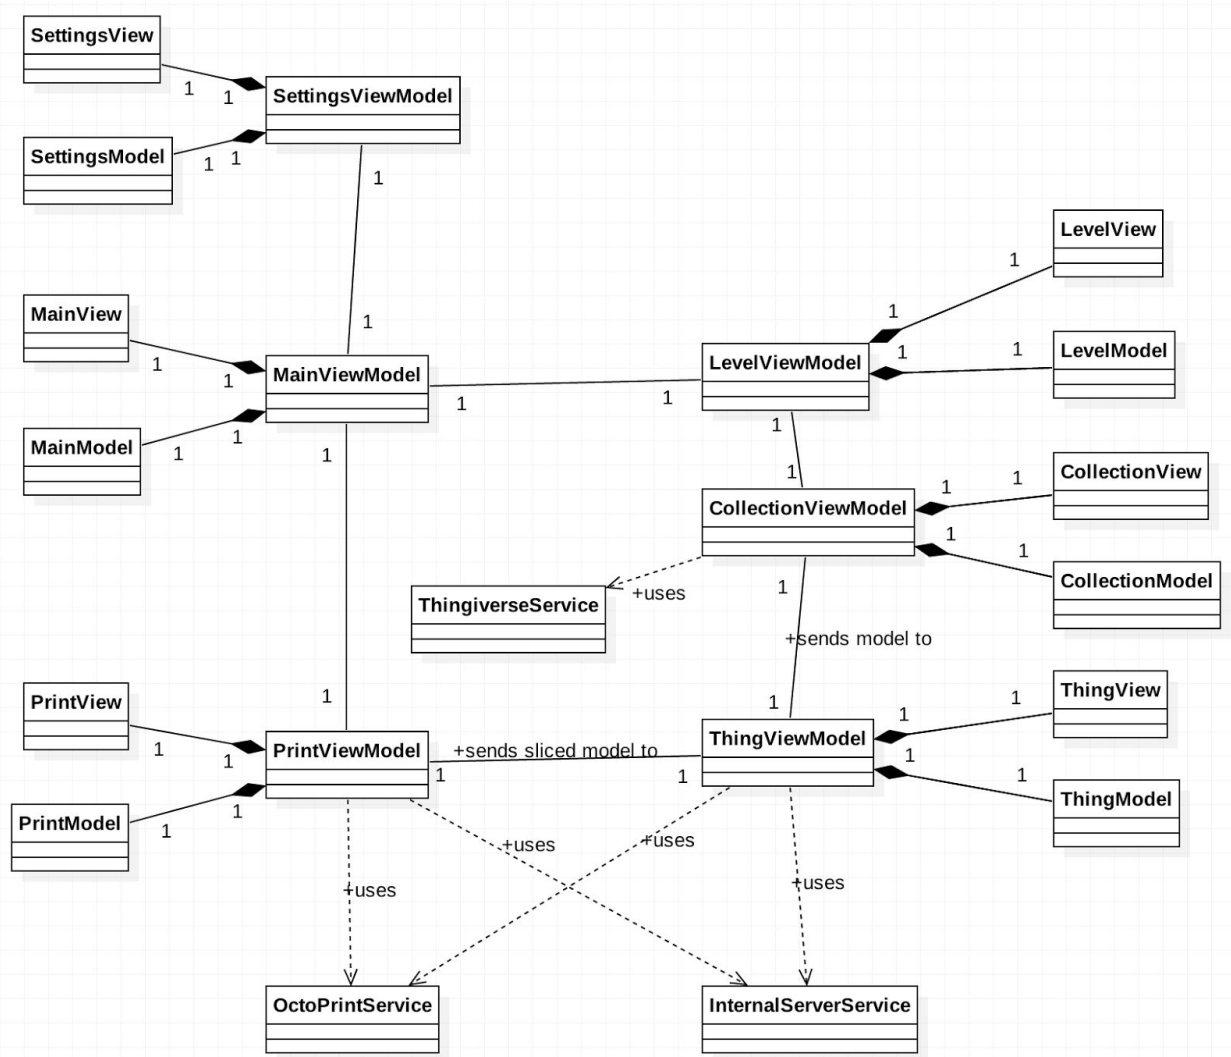 SettingsView
1
1
SettingsViewModel
SettingsModel
1
1
1
1
LevelView
1
1
MainView
1
1
MainViewModel
LevelViewModel
1
1
LevelModel
1
1
MainModel
1
1
1
1
1
CollectionViewModel
1
1
CollectionView
1
1
CollectionModel
ThingiverseService
+uses
1
+sends model to
1
1
PrintView
1
1
PrintViewModel
+sends sliced model to
1
1
ThingViewModel
1
1
ThingView
1
1
ThingModel
PrintModel
1
1
+uses
+uses
+uses
+uses
OctoPrintService
InternalServerService